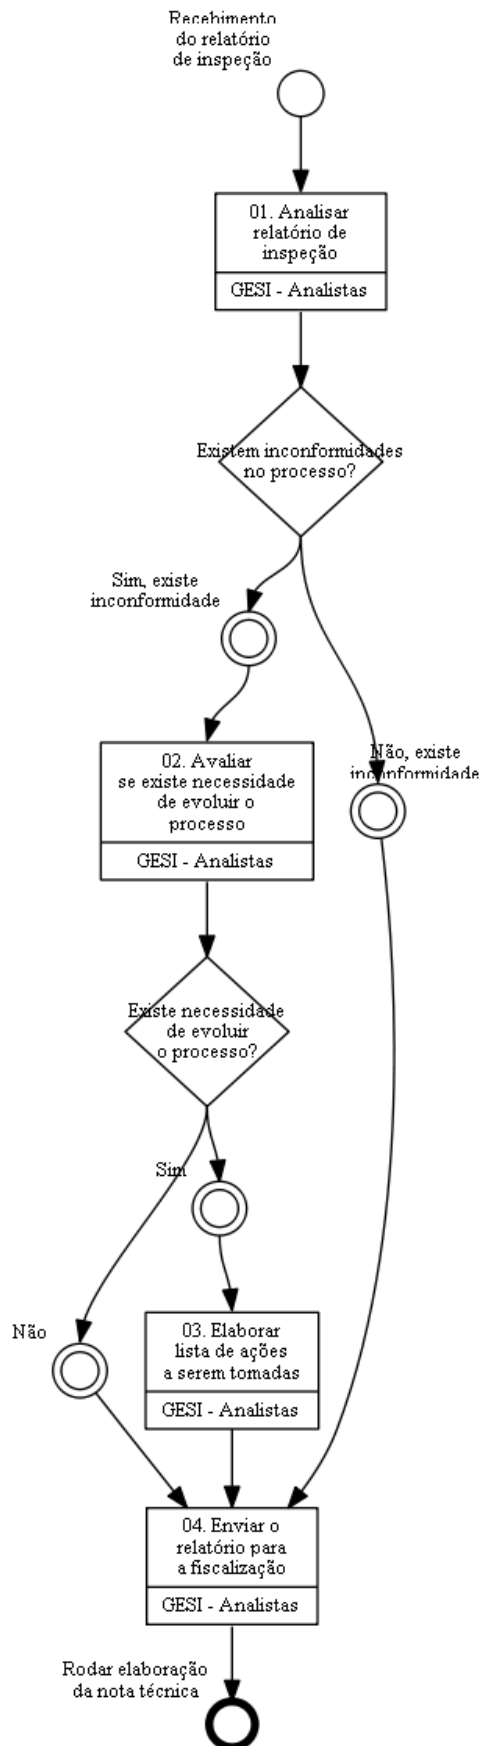 Recebimento
do relatório
de inspeção
01. Analisar
relatório de
inspeção
GESI - Analistas
Existem inconformidades
no processo?
Sim, existe
inconformidade
Não, existe
inconformidade
02. Avaliar
se existe necessidade
de evoluir o
processo
GESI - Analistas
Existe necessidade
de evoluir
o processo?
Sim
Não
03. Elaborar
lista de ações
a serem tomadas
GESI - Analistas
04. Enviar o
relatório para
a fiscalização
GESI - Analistas
Rodar elaboração
da nota técnica